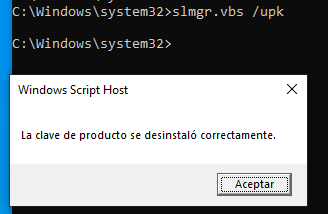 C:\Windows\system32>slmgr.vbs /upk
C:\Windows\system32>
Windows Script Host
La clave de producto se desinstaló correctamente.
Aceptar